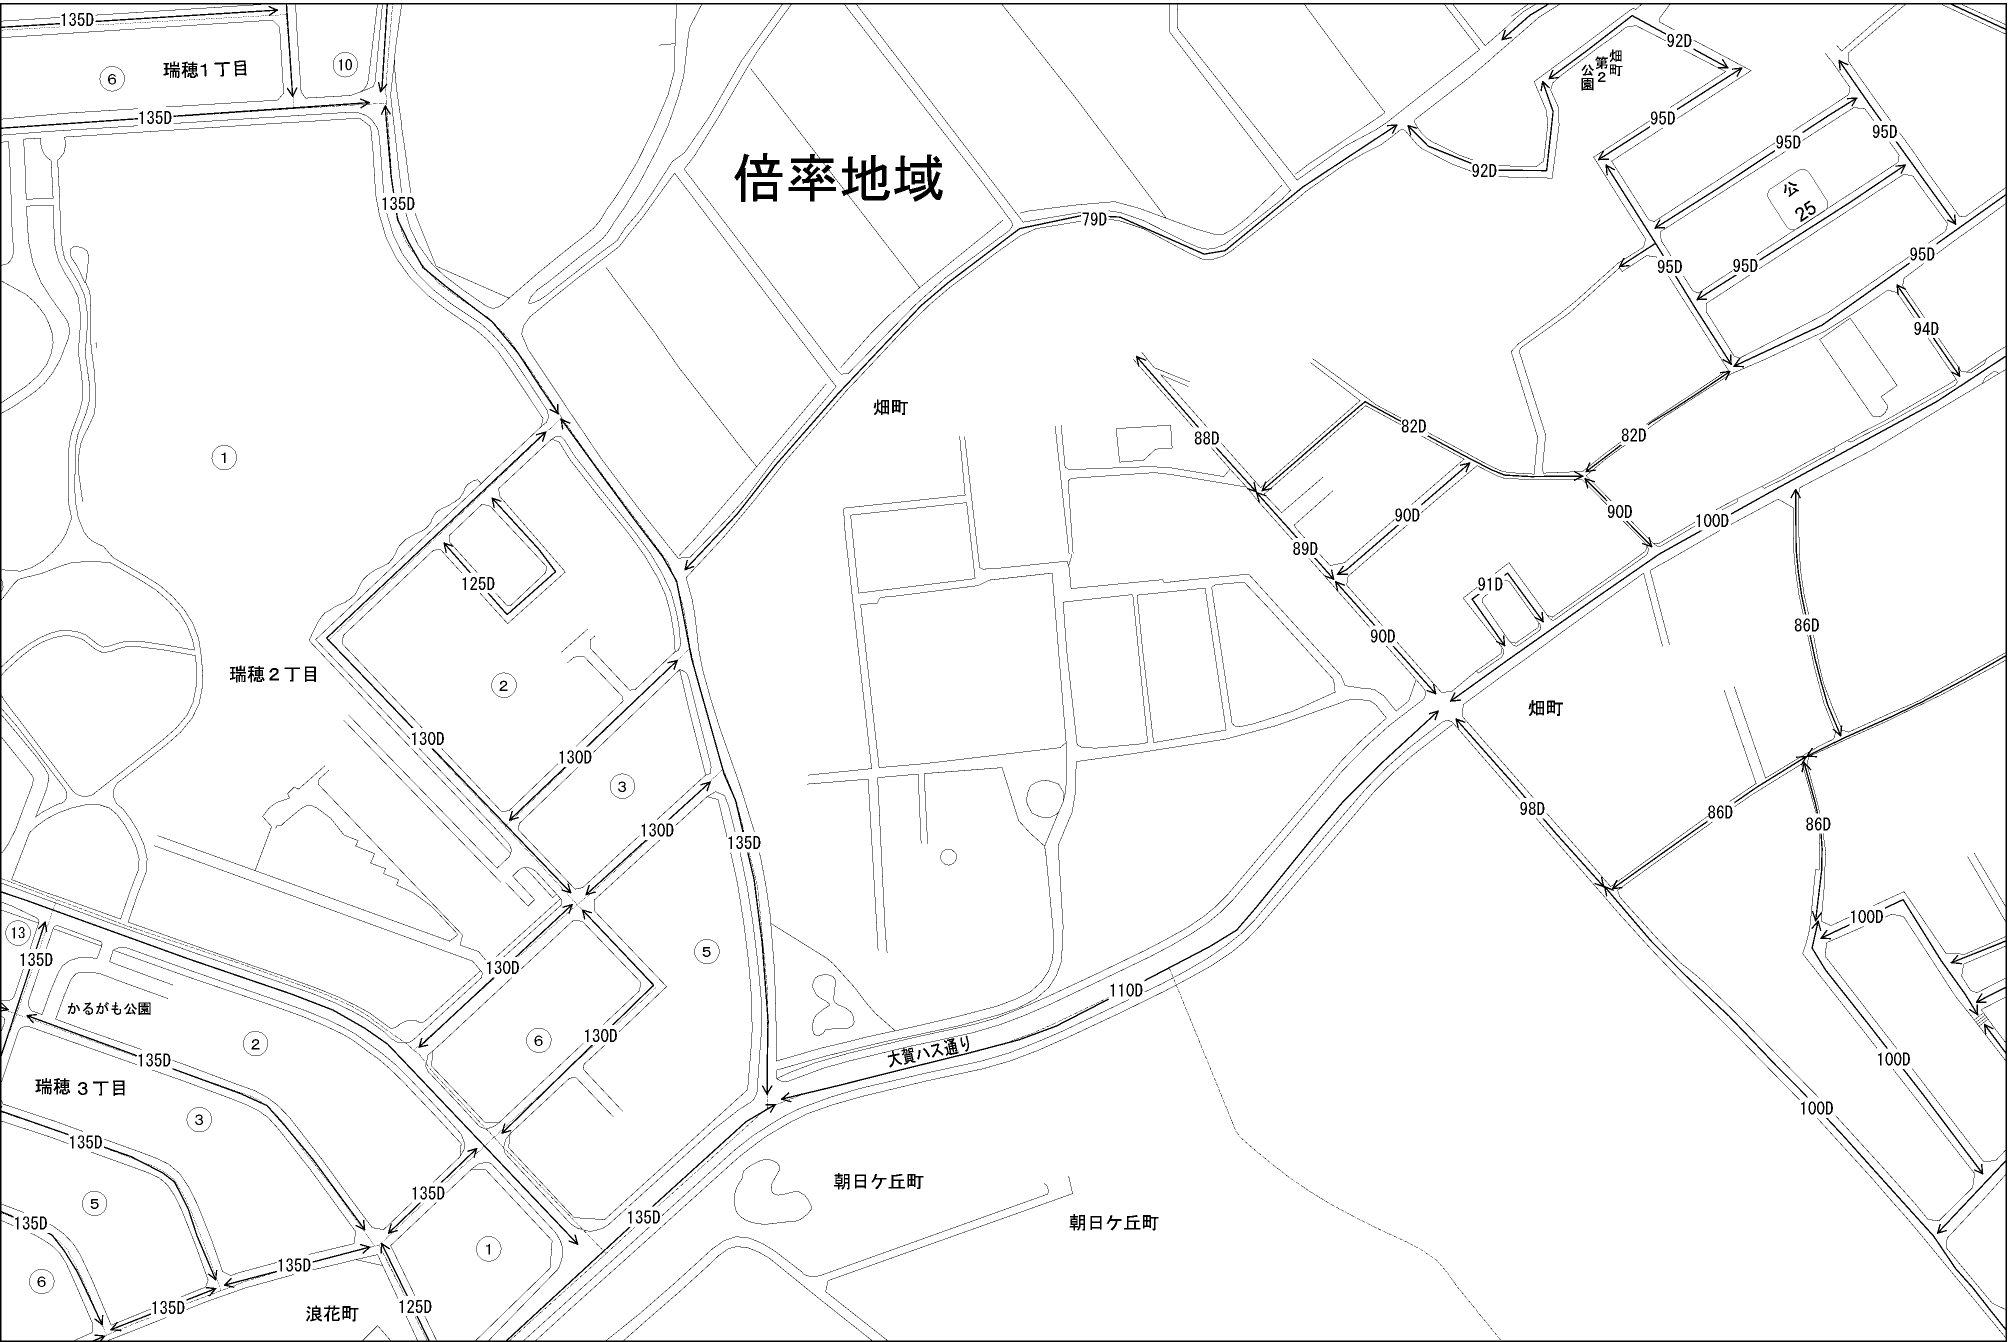 135D
⑥
瑞穂1丁目
⑩
135D
135D
倍率地域
79D
92D
畑町
第2
公園
92D
95D
95D
95D
公
25
95D
95D
95D
94D
畑町
88D
82D
82D
①
90D
90D
100D
89D
125D
91D
90D
86D
瑞穂2丁目
②
畑町
130D
130D
③
130D
135D
98D
86D
86D
⑬
135D
⑤
130D
100D
110D
かるがも公園
②
⑥
130D
大賀ハス通り
135D
100D
瑞穂3丁目
③
100D
135D
⑤
135D
朝日ケ丘町
135D
135D
朝日ケ丘町
①
135D
⑥
135D
浪花町
125D